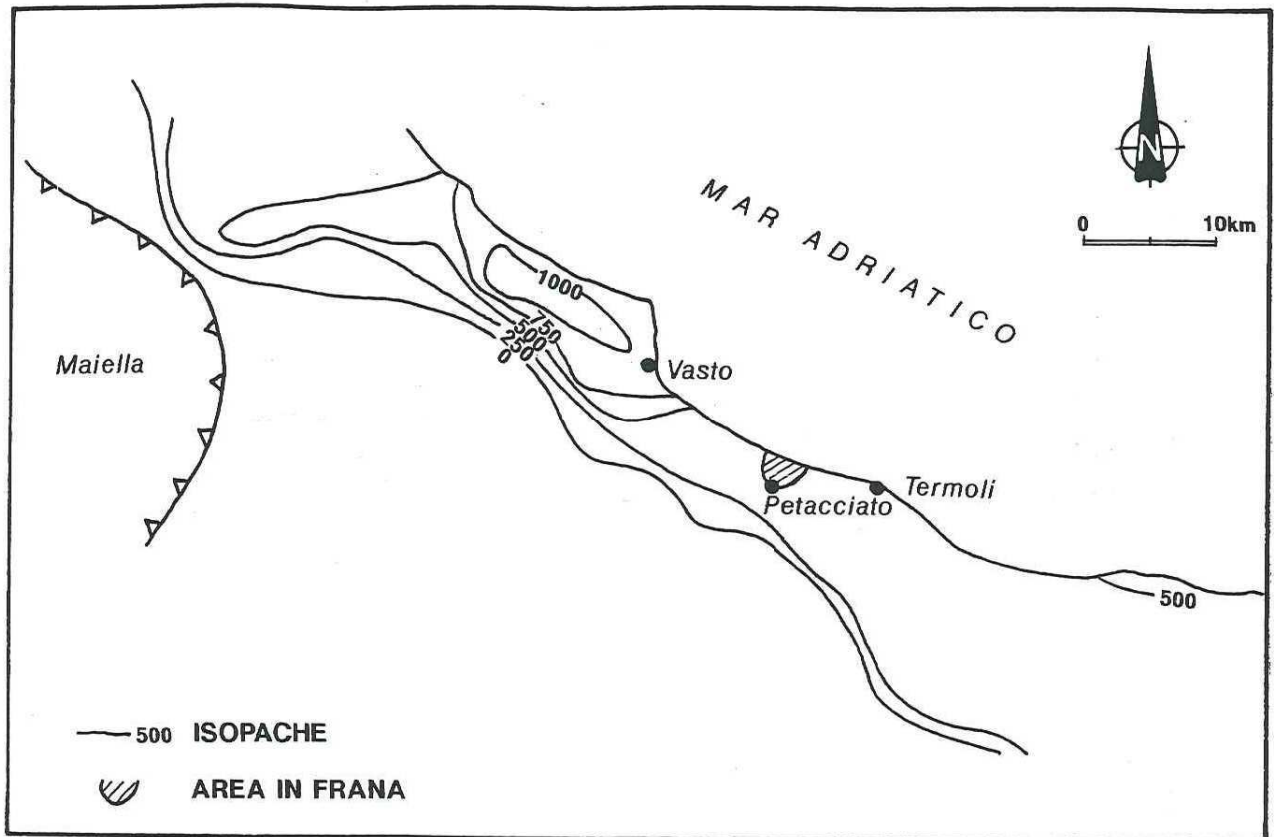 N
MAR ADRIATICO
0 10km
1000
750
500
250
0
Maiella
Vasto
Termoli
Petacciato
500
500 ISOPACHE
AREA IN FRANA